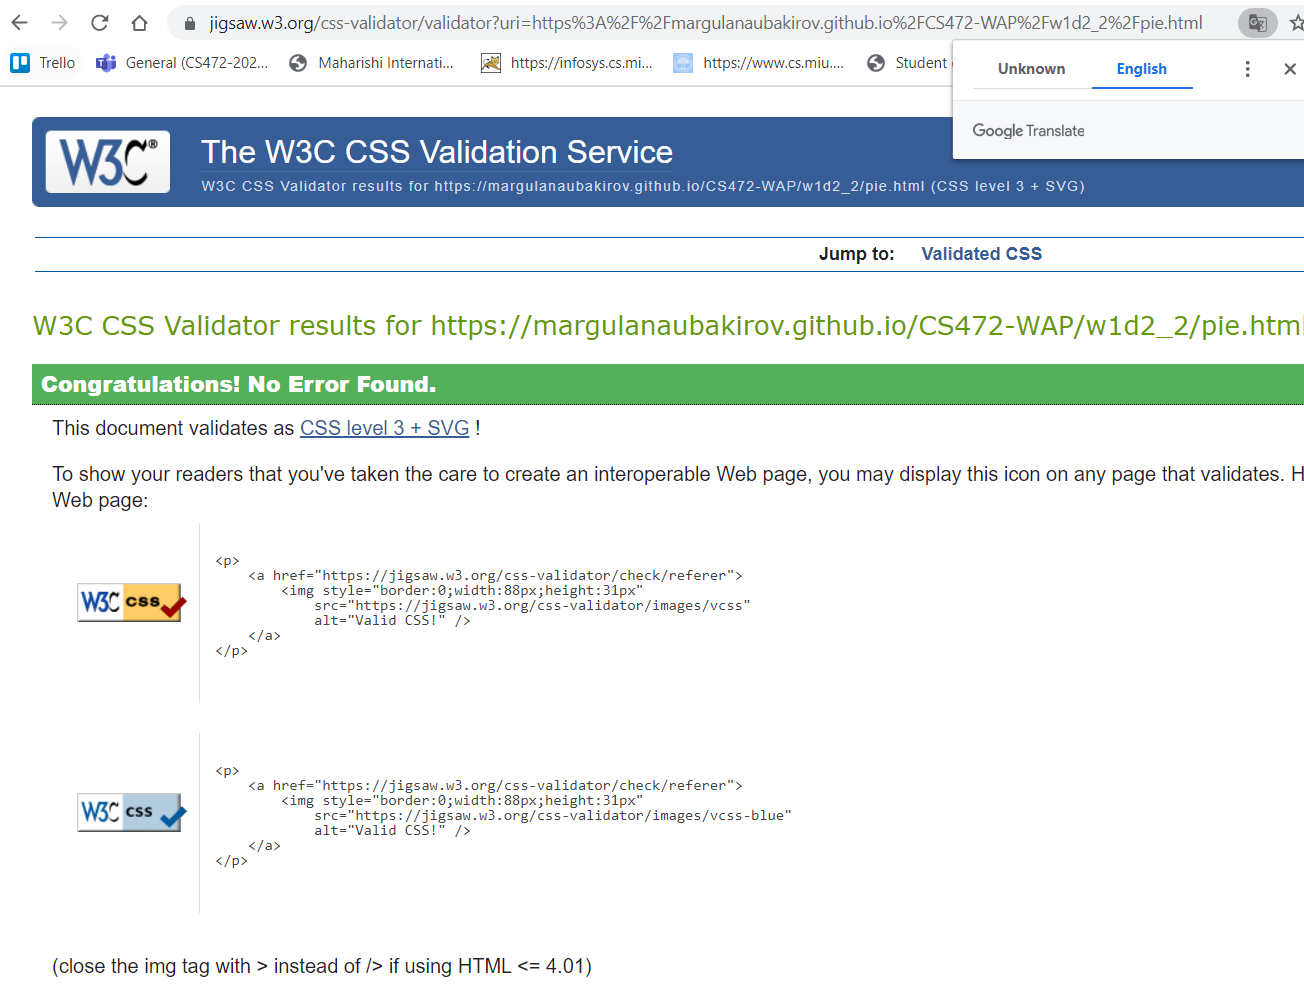 jigsaw.w3.org/css-validator/validator?uri=https%3A%2F%2Fmargulanaubakirov.github.io%2FCS472-WAP%2Fw1d2_2%2Fpie.html
Trello General (CS472-202... Maharishi Internati... https://infosys.cs.mi... https://www.cs.miu.... Student
Unknown English
Google Translate
W3C®
The W3C CSS Validation Service
W3C CSS Validator results for https://margulanaubakirov.github.io/CS472-WAP/w1d2_2/pie.html (CSS level 3 + SVG)
Jump to: Validated CSS
W3C CSS Validator results for https://margulanaubakirov.github.io/CS472-WAP/w1d2_2/pie.html
Congratulations! No Error Found.
This document validates as CSS level 3 + SVG !
To show your readers that you've taken the care to create an interoperable Web page, you may display this icon on any page that validates. H
Web page:
W3C css
<p>
<a href="https://jigsaw.w3.org/css-validator/check/referer">
<img style="border:0;width:88px;height:31px"
src="https://jigsaw.w3.org/css-validator/images/vcss"
alt="Valid CSS!" />
</a>
</p>
W3C css
<p>
<a href="https://jigsaw.w3.org/css-validator/check/referer">
<img style="border:0;width:88px;height:31px"
src="https://jigsaw.w3.org/css-validator/images/vcss-blue"
alt="Valid CSS!" />
</a>
</p>
(close the img tag with > instead of /> if using HTML <= 4.01)